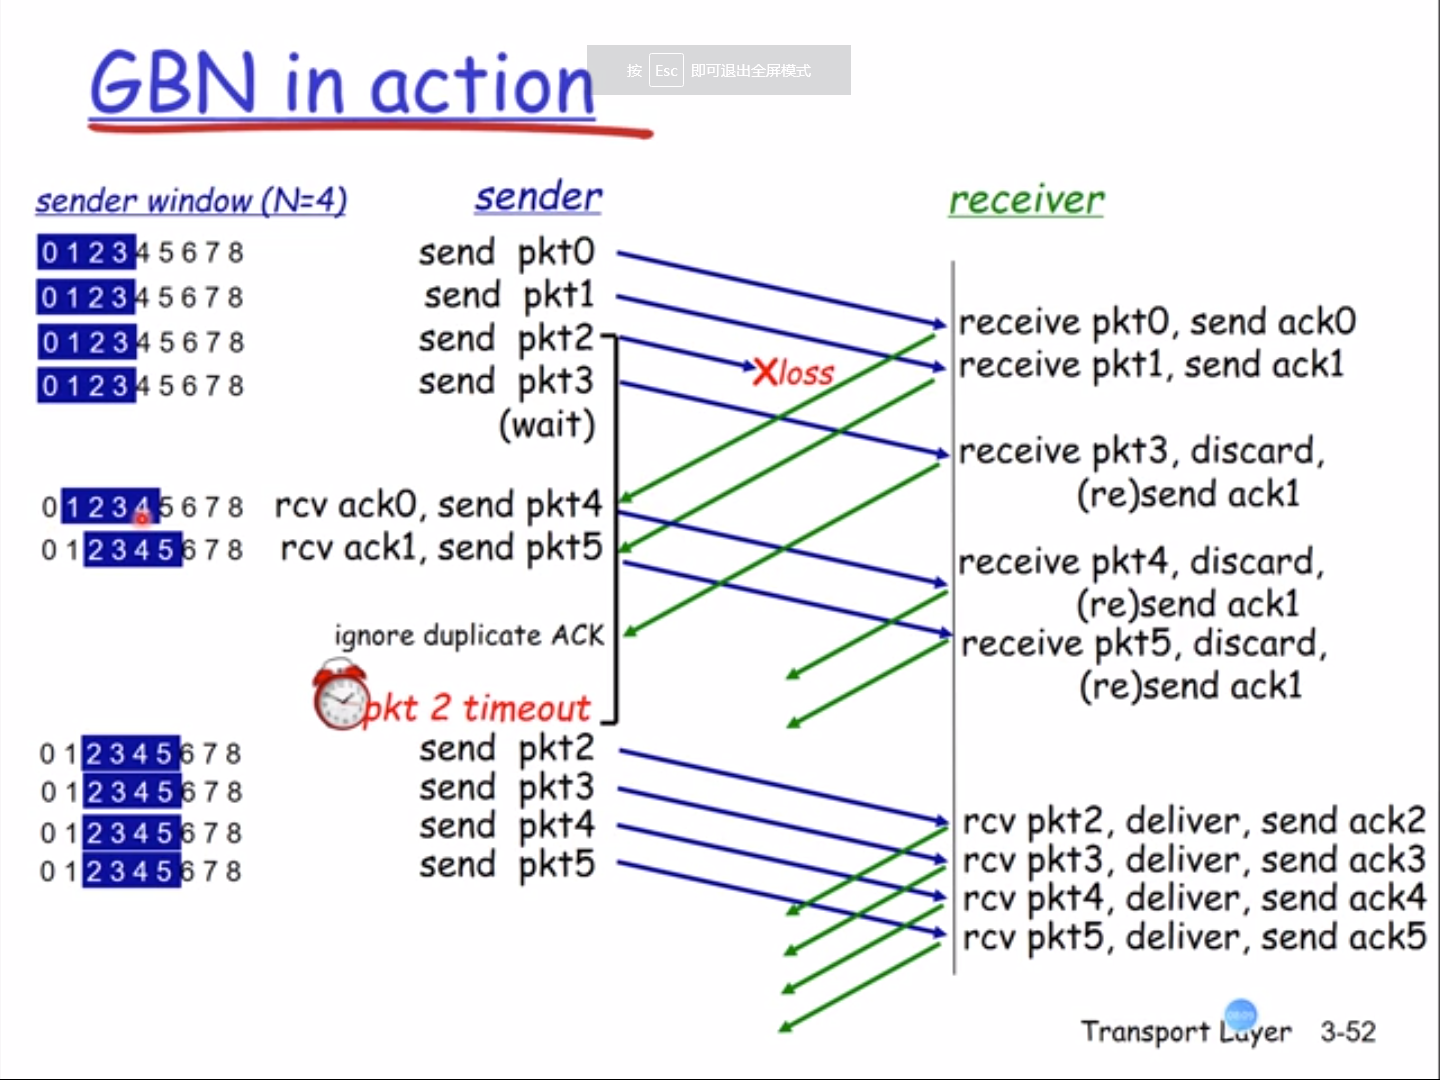 GBN in action
按 Esc 即可退出全屏模式
sender window (N=4)
sender
receiver
0 1 2 3 4 5 6 7 8
send pkt0
0 1 2 3 4 5 6 7 8
send pkt1
0 1 2 3 4 5 6 7 8
send pkt2
0 1 2 3 4 5 6 7 8
send pkt3
(wait)
Xloss
receive pkt0, send ack0
receive pkt1, send ack1
receive pkt3, discard,
(re)send ack1
0 1 2 3 4 5 6 7 8
rcv ack0, send pkt4
0 1 2 3 4 5 6 7 8
rcv ack1, send pkt5
receive pkt4, discard,
(re)send ack1
receive pkt5, discard,
(re)send ack1
ignore duplicate ACK
pkt 2 timeout
0 1 2 3 4 5 6 7 8
send pkt2
0 1 2 3 4 5 6 7 8
send pkt3
0 1 2 3 4 5 6 7 8
send pkt4
0 1 2 3 4 5 6 7 8
send pkt5
rcv pkt2, deliver, send ack2
rcv pkt3, deliver, send ack3
rcv pkt4, deliver, send ack4
rcv pkt5, deliver, send ack5
Transport Layer 3-52